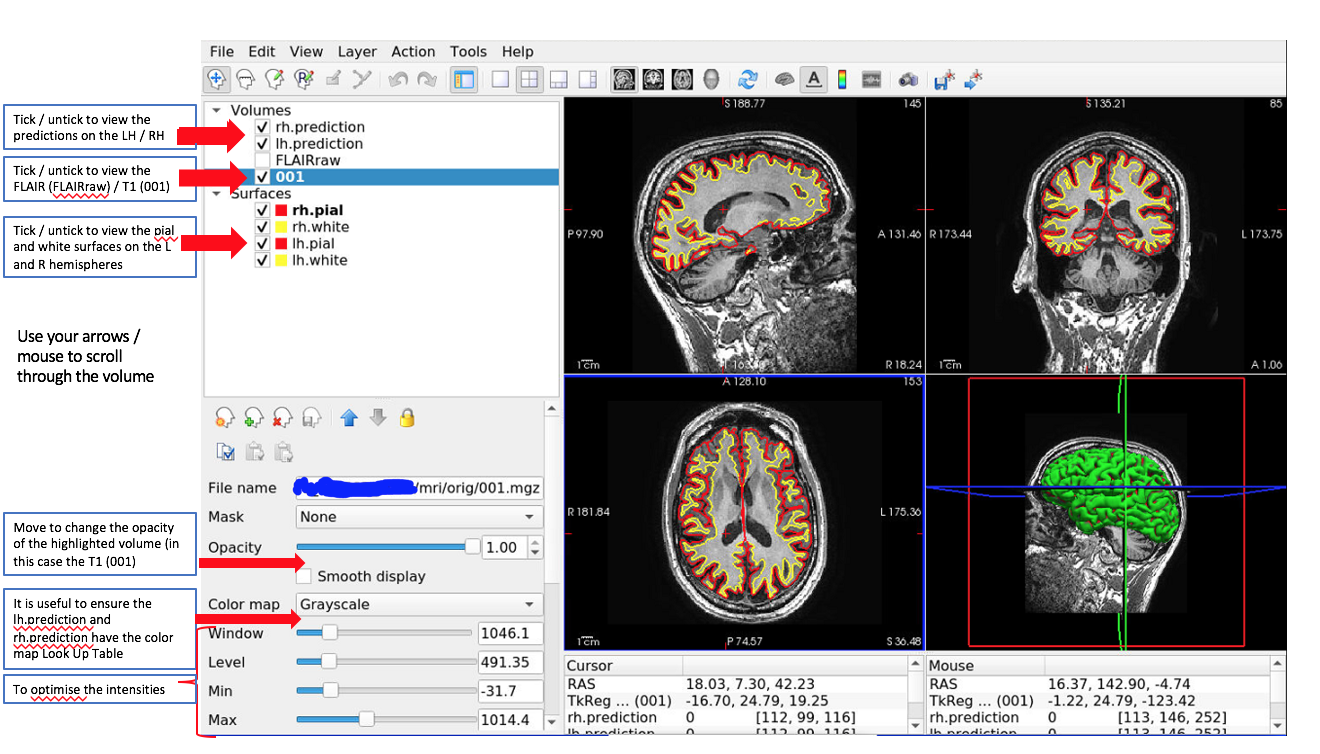 File Edit View Layer Action Tools Help
Tick / untick to view the
predictions on the LH / RH
Tick / untick to view the
FLAIR (FLAIRraw) / T1 (001)
Tick / untick to view the pial
and white surfaces on the L
and R hemispheres
Use your arrows /
mouse to scroll
through the volume
Move to change the opacity
of the highlighted volume (in
this case the T1 (001)
It is useful to ensure the
lh.prediction and
rh.prediction have the color
map Look Up Table
To optimise the intensities
Volumes
rh.prediction
lh.prediction
FLAIRraw
001
Surfaces
rh.pial
rh.white
lh.pial
lh.white
File name /mri/orig/001.mgz
Mask None
Opacity 1.00
Smooth display
Color map Grayscale
Window 1046.1
Level 491.35
Min -31.7
Max 1014.4
S 188.77 145
P 97.90 A 131.46
1 cm R 18.24
S 135.21 85
R 173.44 L 173.75
1 cm A 1.06
A 128.10 153
R 181.84 L 175.36
1 cm P 74.57 S 36.48
Cursor
RAS 18.03, 7.30, 42.23
TkReg ... (001) -16.70, 24.79, 19.25
rh.prediction 0 [112, 99, 116]
lh.prediction 0 [112, 99, 116]
Mouse
RAS 16.37, 142.90, -4.74
TkReg ... (001) -1.22, 24.79, -123.42
rh.prediction 0 [113, 146, 252]
lh.prediction 0 [113, 146, 252]